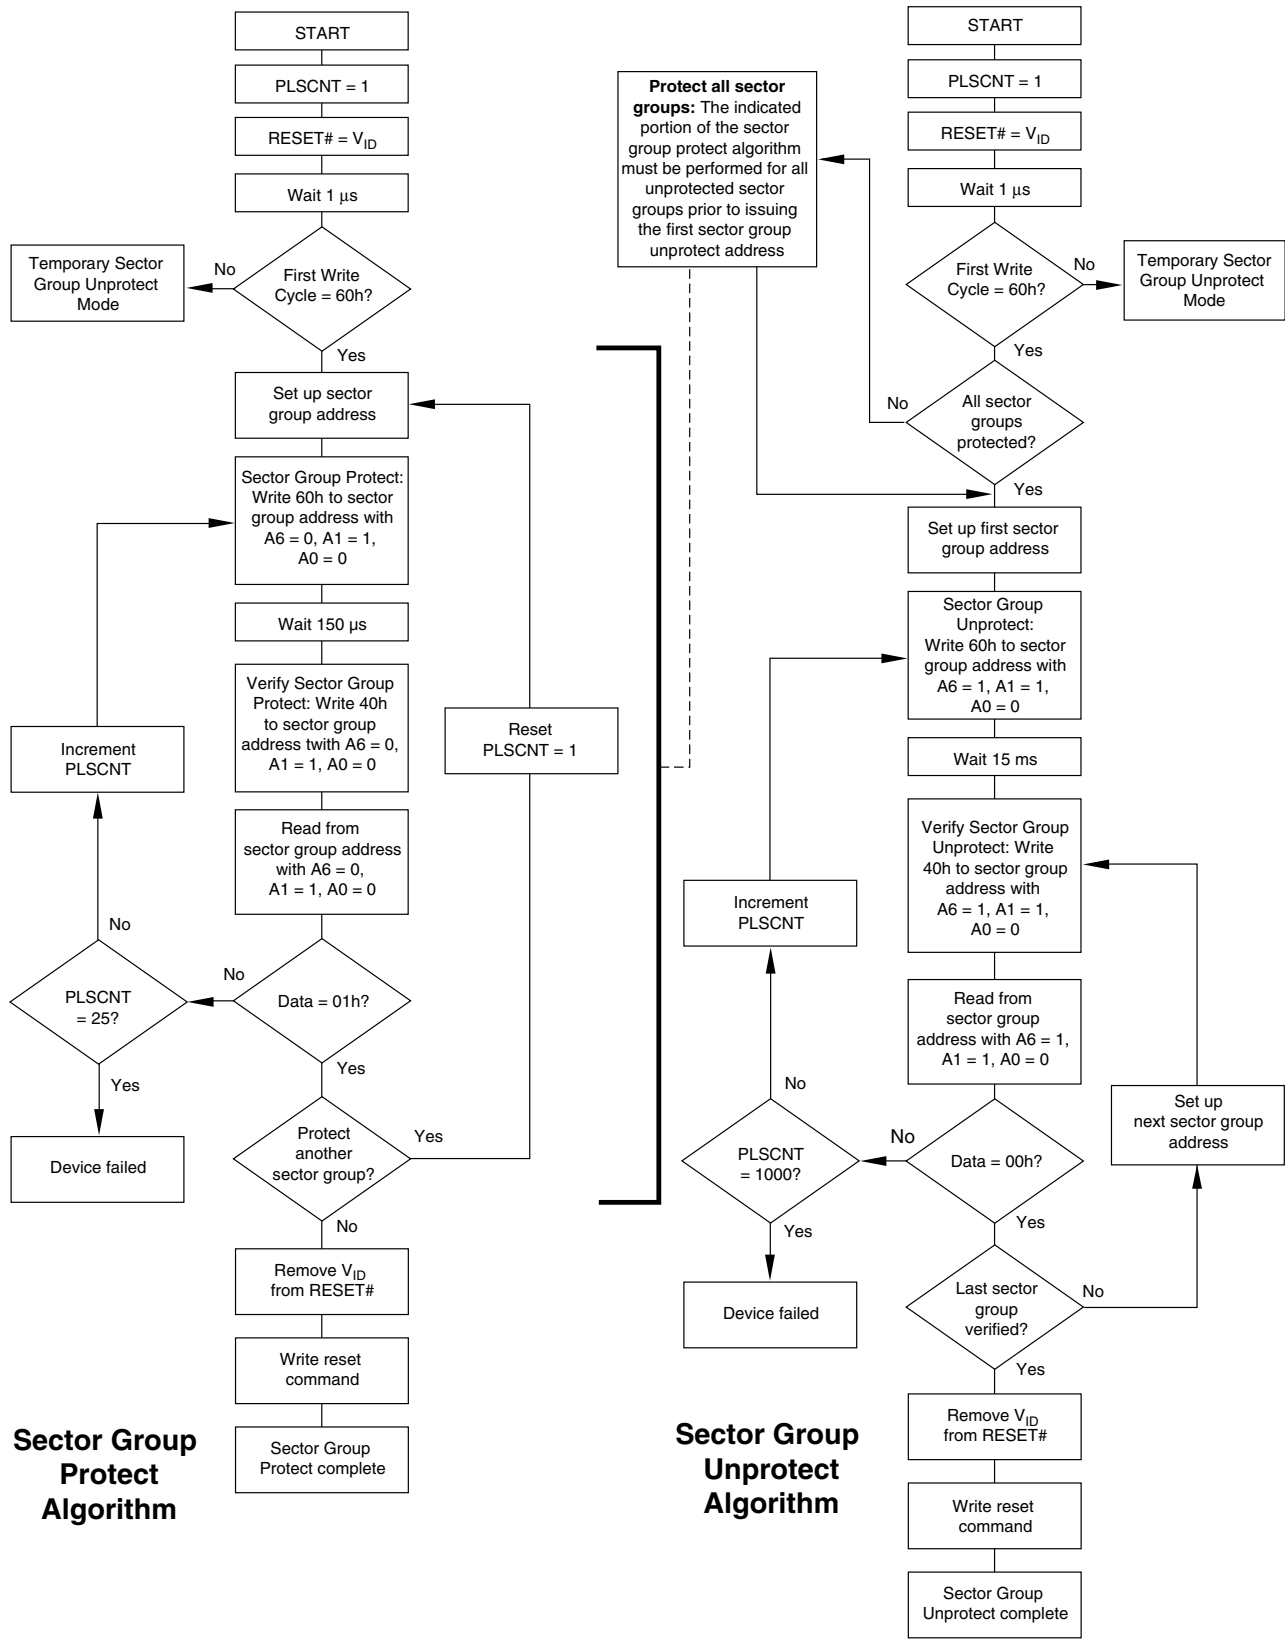 START
PLSCNT = 1
RESET# = VID
Wait 1 μs
First Write
Cycle = 60h?
No
Temporary Sector
Group Unprotect
Mode
Yes
Set up sector
group address
Sector Group Protect:
Write 60h to sector
group address with
A6 = 0, A1 = 1,
A0 = 0
Wait 150 μs
Verify Sector Group
Protect: Write 40h
to sector group
address twith A6 = 0,
A1 = 1, A0 = 0
Reset
PLSCNT = 1
Increment
PLSCNT
Read from
sector group address
with A6 = 0,
A1 = 1, A0 = 0
No
No
Data = 01h?
PLSCNT
= 25?
Yes
Yes
Device failed
Protect
another
sector group?
Yes
No
Remove VID
from RESET#
Write reset
command
Sector Group
Protect complete
Sector Group
Protect
Algorithm
Protect all sector
groups: The indicated
portion of the sector
group protect algorithm
must be performed for all
unprotected sector
groups prior to issuing
the first sector group
unprotect address
START
PLSCNT = 1
RESET# = VID
Wait 1 μs
First Write
Cycle = 60h?
No
Temporary Sector
Group Unprotect
Mode
Yes
No
All sector
groups
protected?
Yes
Set up first sector
group address
Sector Group
Unprotect:
Write 60h to sector
group address with
A6 = 1, A1 = 1,
A0 = 0
Wait 15 ms
Verify Sector Group
Unprotect: Write
40h to sector group
address with
A6 = 1, A1 = 1,
A0 = 0
Increment
PLSCNT
Read from
sector group
address with A6 = 1,
A1 = 1, A0 = 0
No
Set up
next sector group
address
No
Data = 00h?
PLSCNT
= 1000?
Yes
Yes
Device failed
Last sector
group
verified?
No
Yes
Remove VID
from RESET#
Write reset
command
Sector Group
Unprotect complete
Sector Group
Unprotect
Algorithm